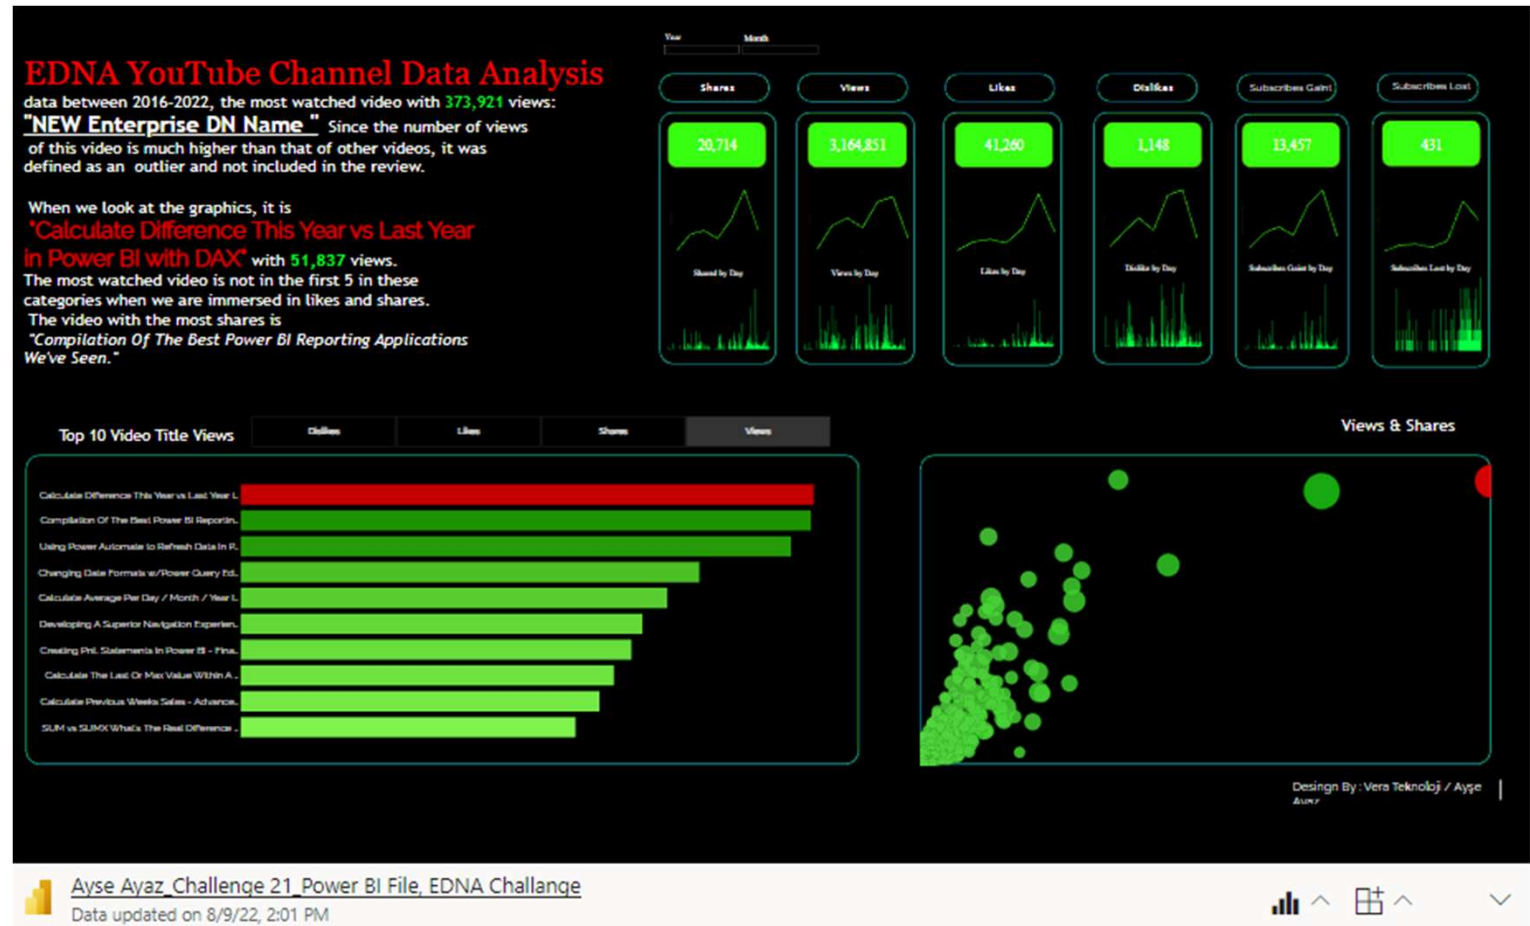 Year Month
EDNA YouTube Channel Data Analysis
data between 2016-2022, the most watched video with 373,921 views:
"NEW Enterprise DN Name " Since the number of views
of this video is much higher than that of other videos, it was
defined as an outlier and not included in the review.
When we look at the graphics, it is
"Calculate Difference This Year vs Last Year
in Power BI with DAX" with 51,837 views.
The most watched video is not in the first 5 in these
categories when we are immersed in likes and shares.
The video with the most shares is
"Compilation Of The Best Power BI Reporting Applications
We've Seen."
Shares Views Likes Dislikes Subscribes Gaint Subscribes Lost
20,714 3,164,851 41,260 1,148 13,457 431
Shared by Day Views by Day Likes by Day Dislike by Day Subscribes Gaint by Day Subscribes Lost by Day
Top 10 Video Title Views Dislikes Likes Shares Views
Calculate Difference This Year vs Last Year I..
Compilation Of The Best Power BI Reportin..
Using Power Automate to Refresh Data In P..
Changing Date Formats w/Power Query Ed..
Calculate Average Per Day / Month / Year I..
Developing A Superior Navigation Experien..
Creating PnL Statements In Power BI - Fina..
Calculate The Last Or Max Value Within A ..
Calculate Previous Weeks Sales - Advance..
SUM vs SUMX What's The Real Difference ..
Views & Shares
Desingn By : Vera Teknoloji / Ayşe
Ayaz
Ayse Ayaz_Challenge 21_Power BI File, EDNA Challange
Data updated on 8/9/22, 2:01 PM